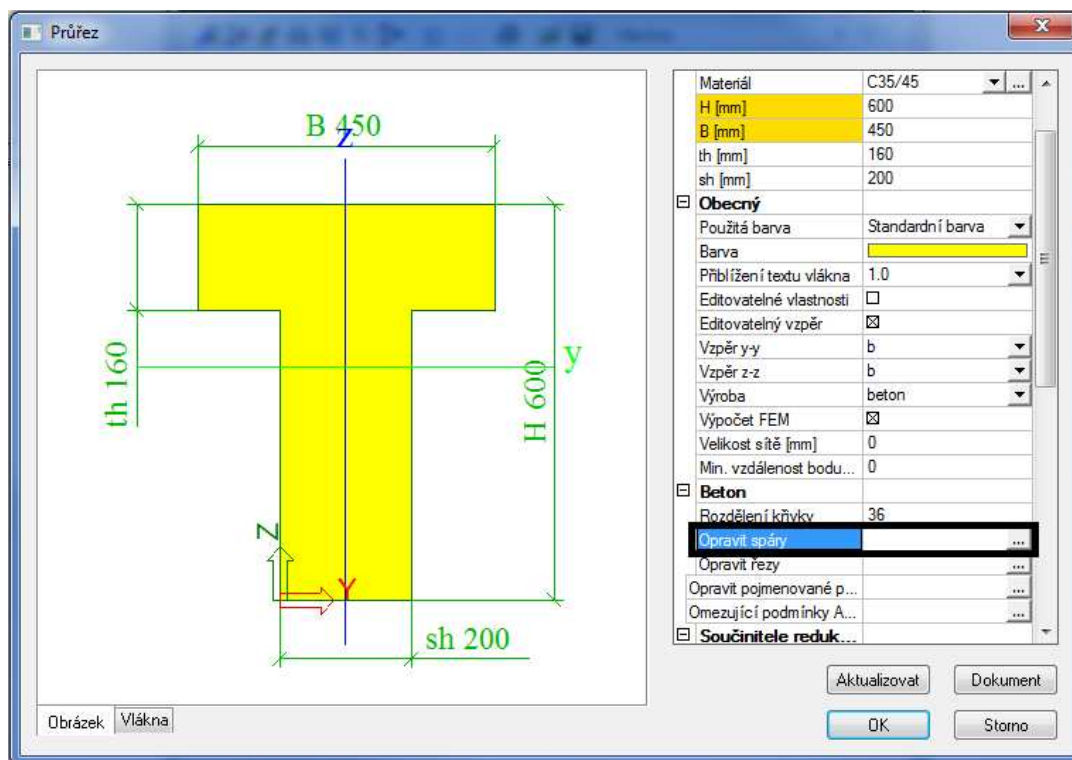 Průřez
B 450
z
th 160
y
H 600
Z
Y
sh 200
Obrázek
Vlákna
Materiál C35/45 ...
H [mm] 600
B [mm] 450
th [mm] 160
sh [mm] 200
Obecný
Použitá barva Standardní barva
Barva
Přiblížení textu vlákna 1.0
Editovatelné vlastnosti
Editovatelný vzpěr
Vzpěr y-y b
Vzpěr z-z b
Výroba beton
Výpočet FEM
Velikost sítě [mm] 0
Min. vzdálenost bodu... 0
Beton
Rozdělení křivky 36
Opravit spáry ...
Opravit řezy ...
Opravit pojmenované p... ...
Omezující podmínky A... ...
Součinitele reduk...
Aktualizovat Dokument
OK Storno